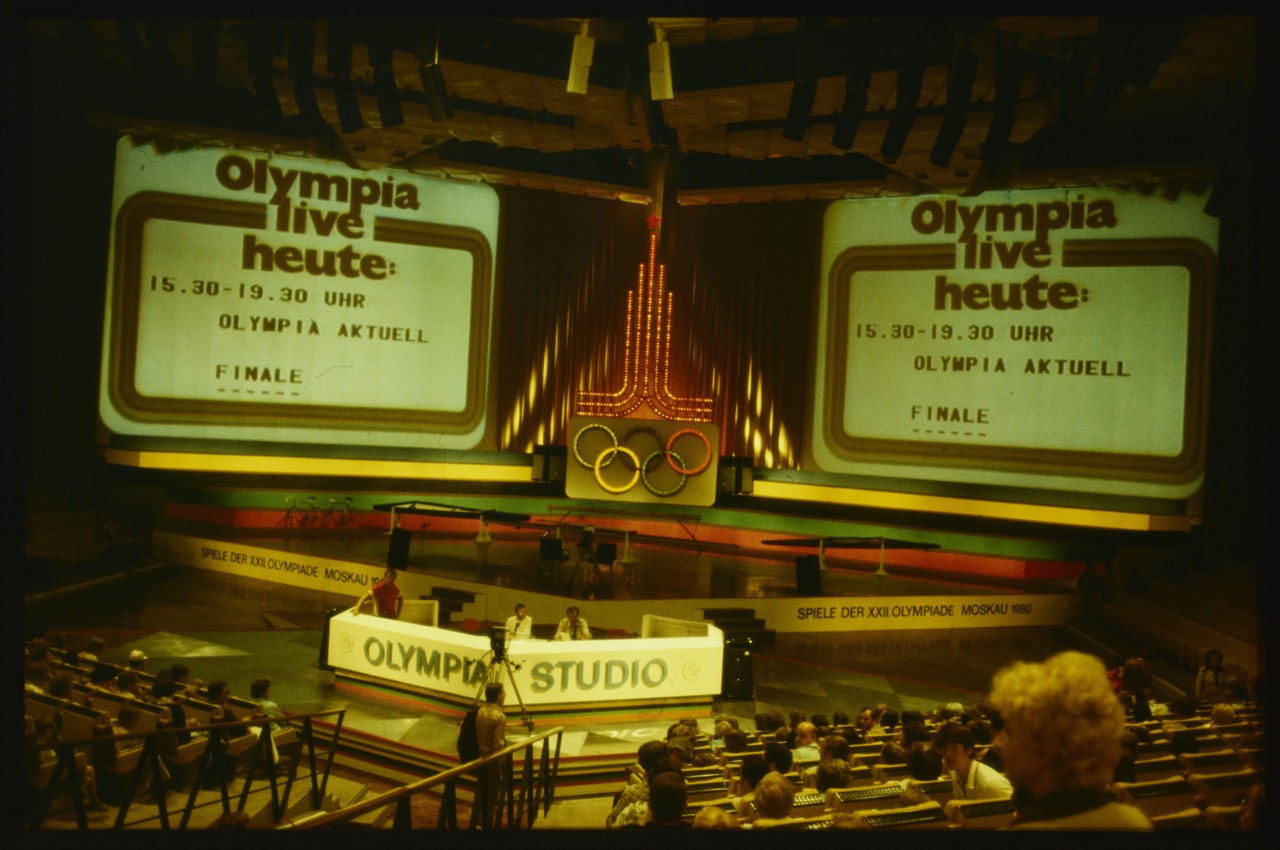 Olympia
live
heute:
15.30-19.30 UHR
OLYMPIA AKTUELL
FINALE
Olympia
live
heute:
15.30-19.30 UHR
OLYMPIA AKTUELL
FINALE
SPIELE DER XXII.OLYMPIADE MOSKAU
SPIELE DER XXII.OLYMPIADE MOSKAU 1980
OLYMPIA STUDIO